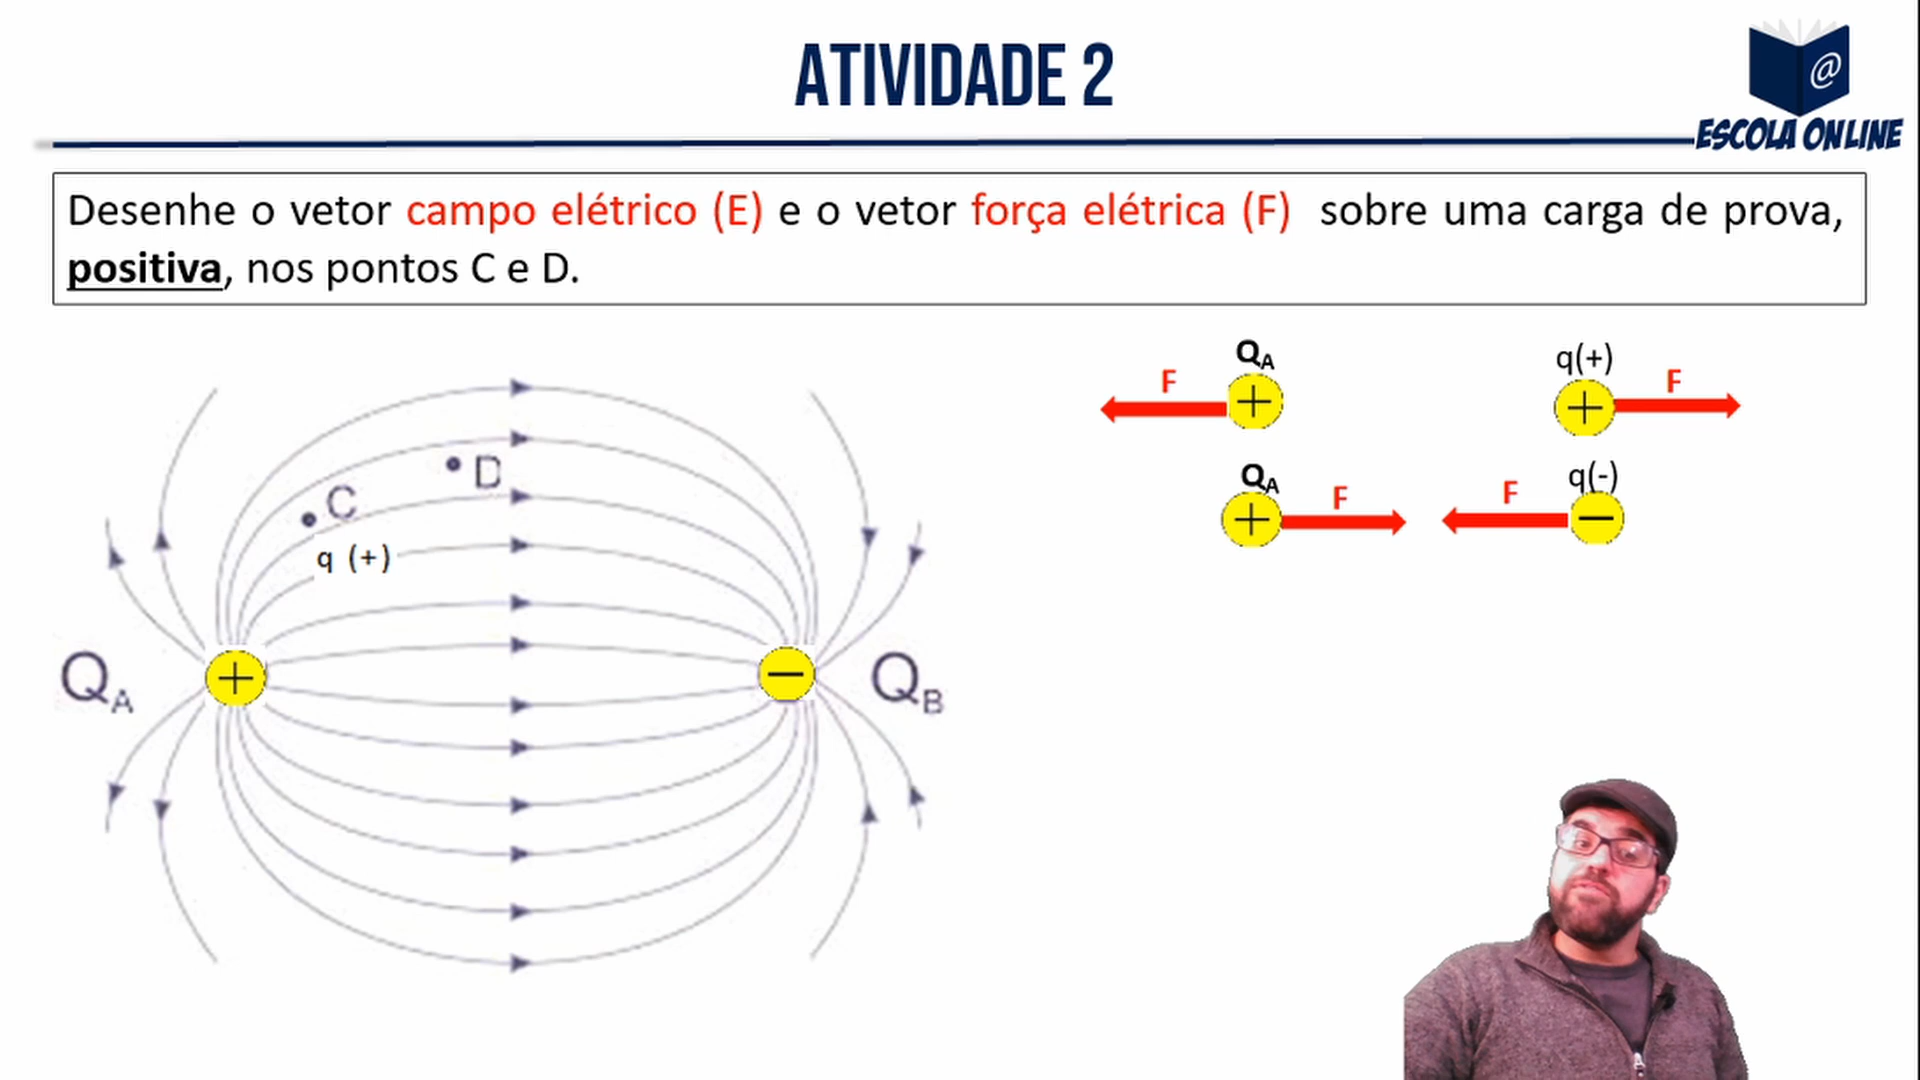 ATIVIDADE 2
@
ESCOLA ONLINE
Desenhe o vetor campo elétrico (E) e o vetor força elétrica (F) sobre uma carga de prova,
positiva, nos pontos C e D.
F
QA
+
q(+)
+
F
QA
+
F
F
q(-)
−
D
C
q (+)
QA
+
−
QB